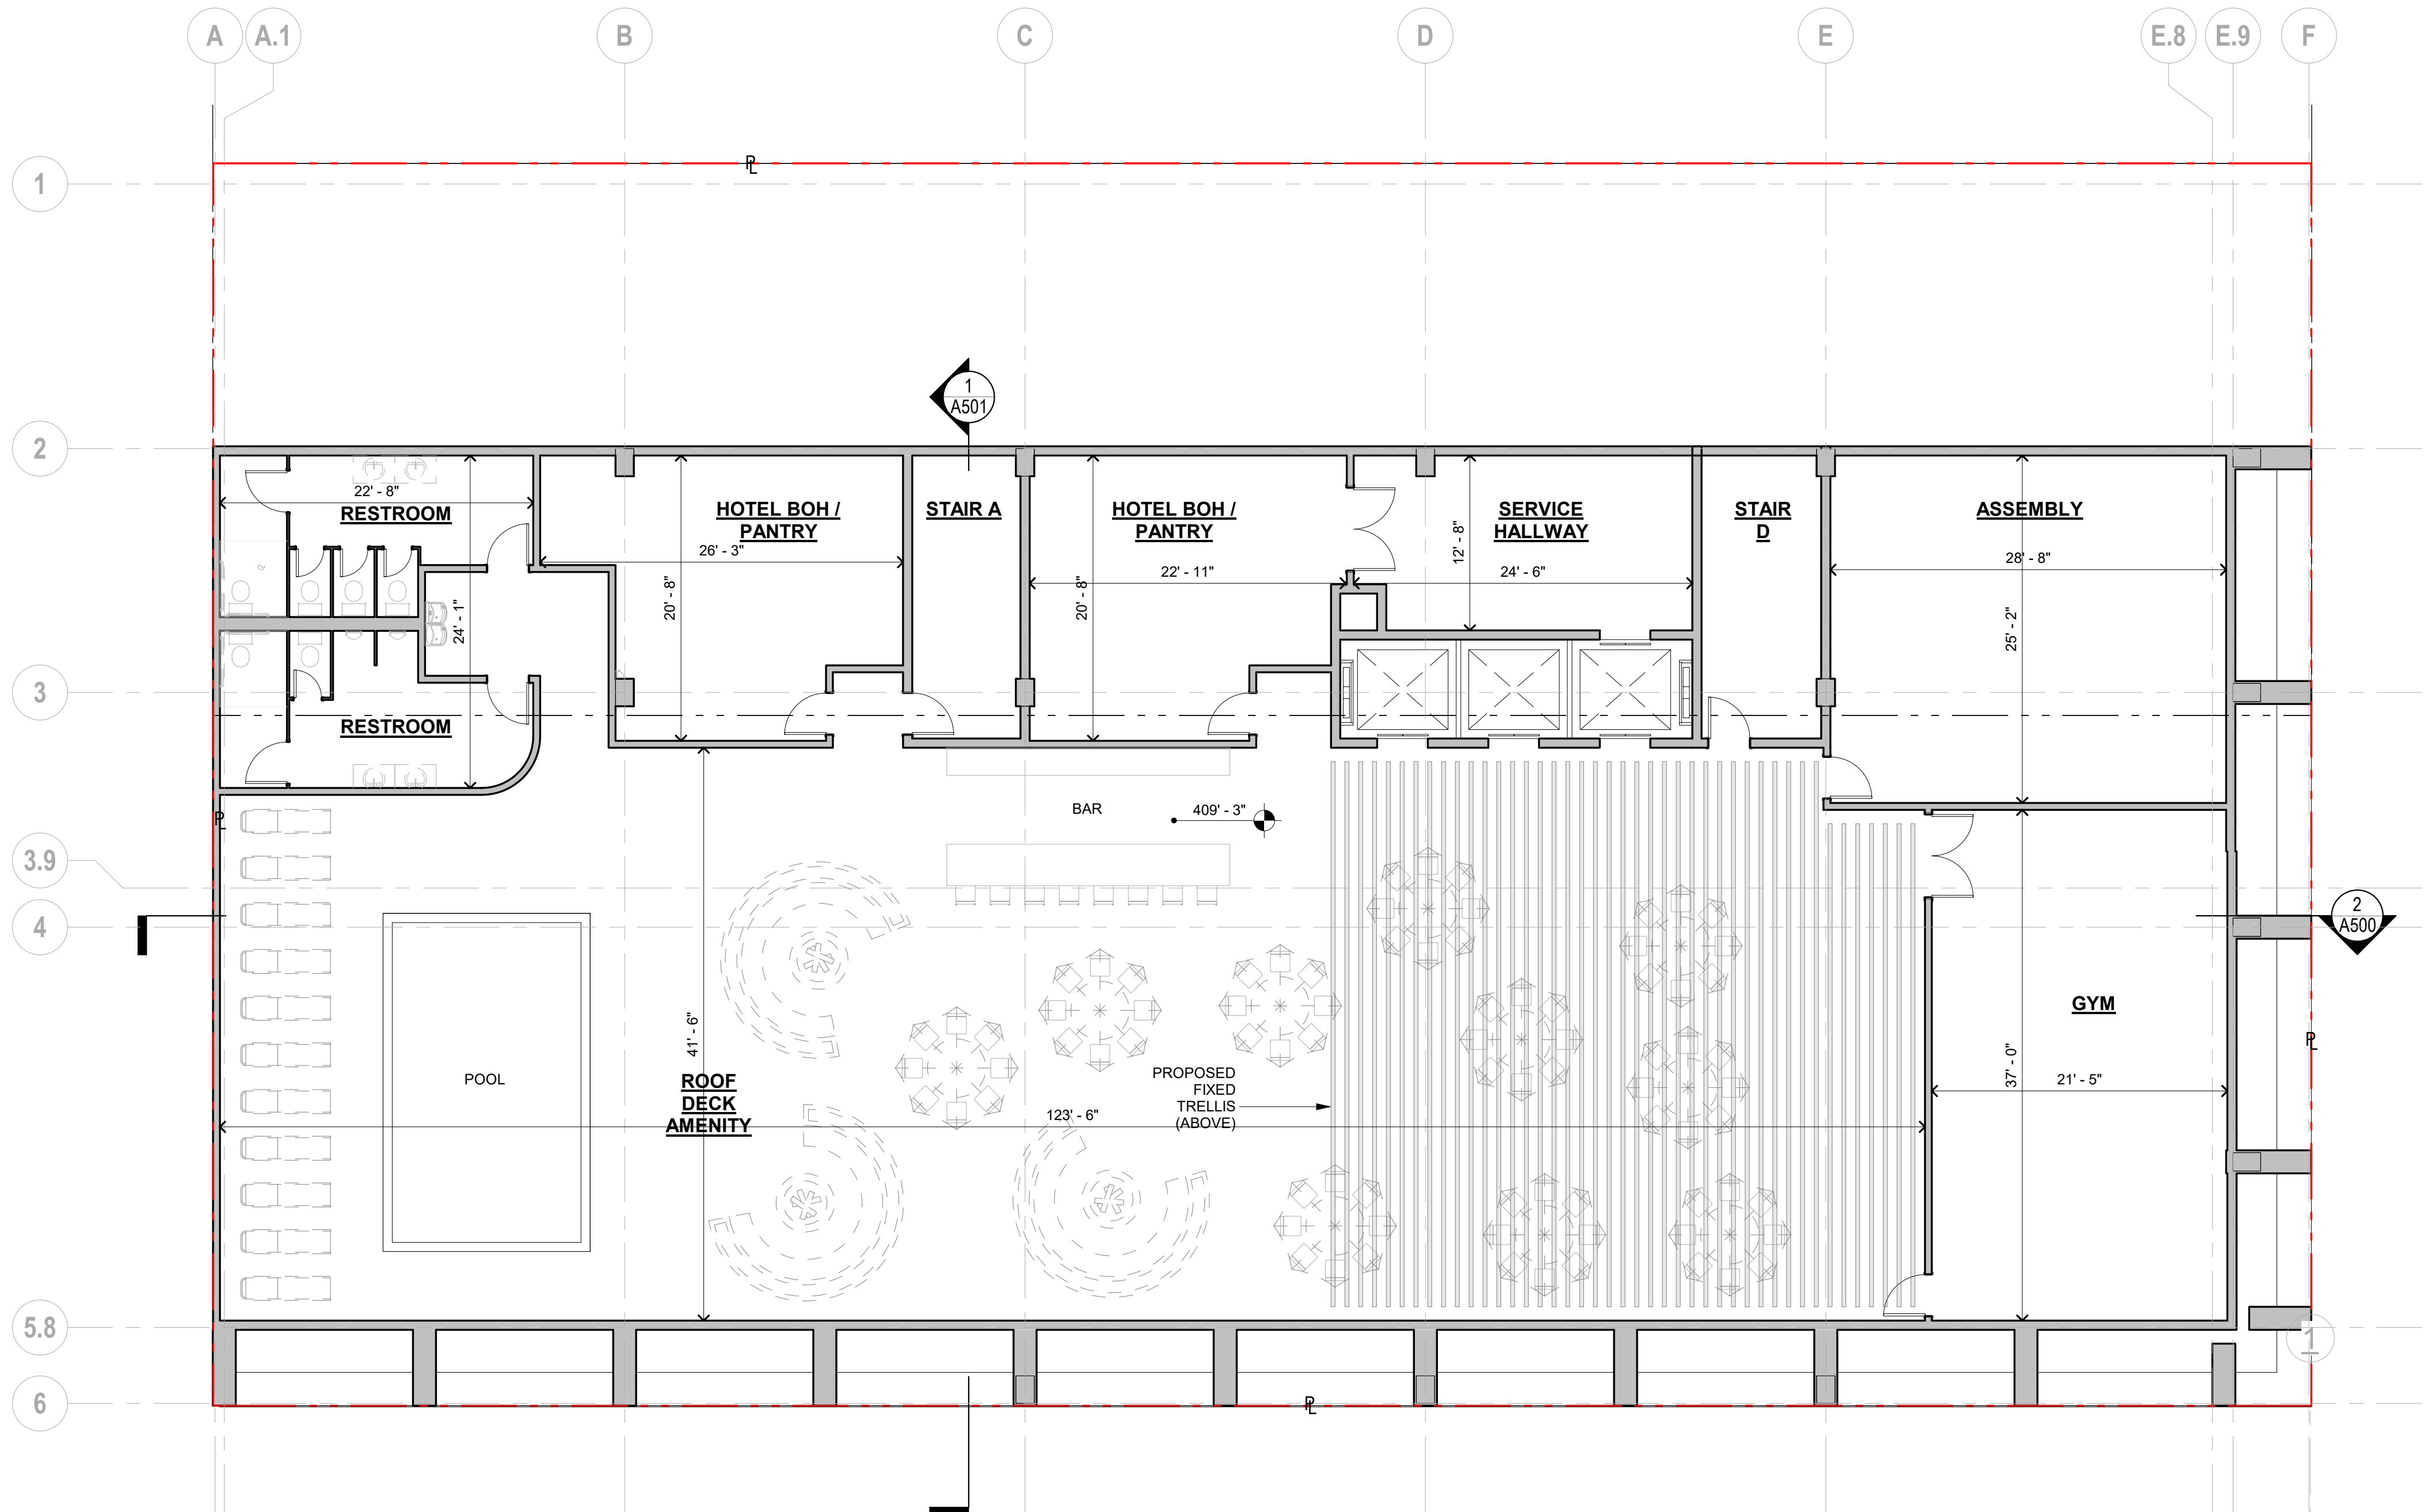 A A.1 B C D E E.8 E.9 F
PL
1
1
A501
2
22' - 8"
RESTROOM
HOTEL BOH /
PANTRY
26' - 3"
STAIR A
HOTEL BOH /
PANTRY
22' - 11"
SERVICE
HALLWAY
24' - 6"
12' - 8"
STAIR
D
ASSEMBLY
28' - 8"
24' - 1"
20' - 8"
20' - 8"
25' - 2"
3
RESTROOM
PL
BAR
409' - 3"
3.9
4
2
A500
GYM
41' - 6"
37' - 0"
PL
POOL
ROOF
DECK
AMENITY
PROPOSED
FIXED
TRELLIS
(ABOVE)
21' - 5"
123' - 6"
5.8
1
6
PL